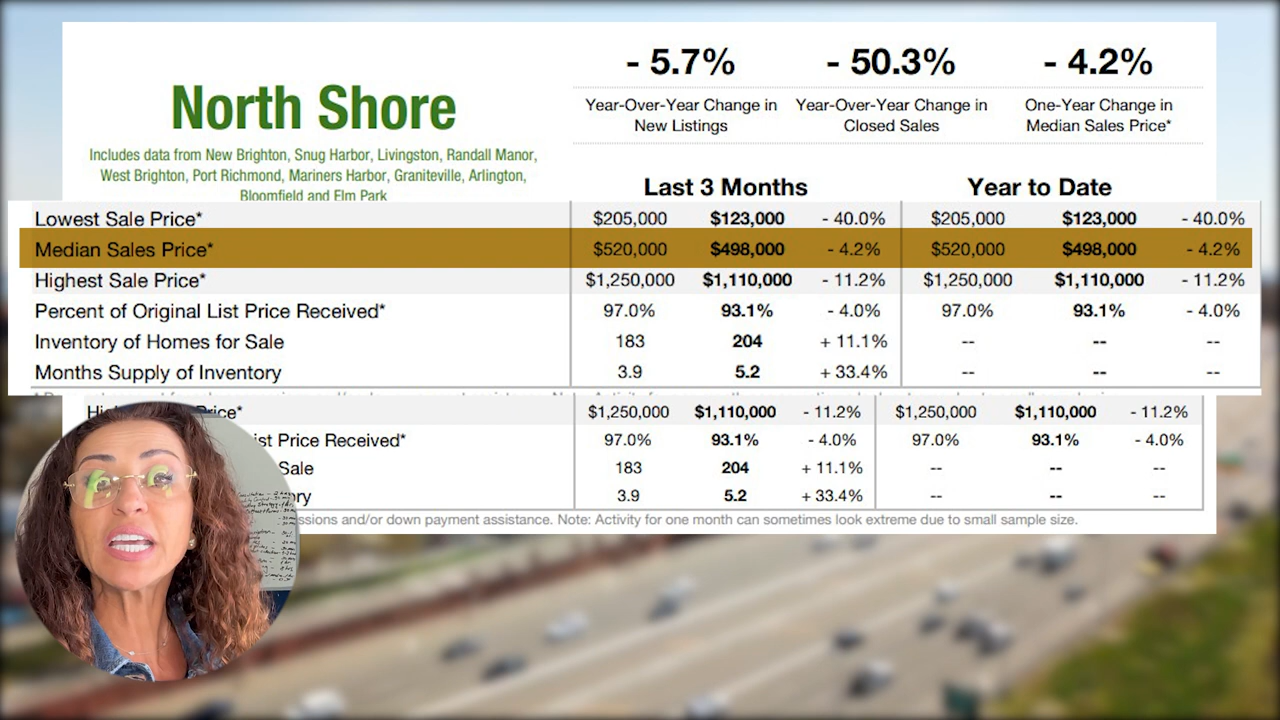 - 5.7% - 50.3% - 4.2%
Year-Over-Year Change in Year-Over-Year Change in One-Year Change in
New Listings Closed Sales Median Sales Price*
North Shore
Includes data from New Brighton, Snug Harbor, Livingston, Randall Manor,
West Brighton, Port Richmond, Mariners Harbor, Graniteville, Arlington,
Bloomfield and Elm Park
Last 3 Months Year to Date
Lowest Sale Price* $205,000 $123,000 - 40.0% $205,000 $123,000 - 40.0%
Median Sales Price* $520,000 $498,000 - 4.2% $520,000 $498,000 - 4.2%
Highest Sale Price* $1,250,000 $1,110,000 - 11.2% $1,250,000 $1,110,000 - 11.2%
Percent of Original List Price Received* 97.0% 93.1% - 4.0% 97.0% 93.1% - 4.0%
Inventory of Homes for Sale 183 204 + 11.1% -- -- --
Months Supply of Inventory 3.9 5.2 + 33.4% -- -- --
$1,250,000 $1,110,000 - 11.2% $1,250,000 $1,110,000 - 11.2%
Price Received* 97.0% 93.1% - 4.0% 97.0% 93.1% - 4.0%
Sale 183 204 + 11.1% -- -- --
3.9 5.2 + 33.4% -- -- --
and/or down payment assistance. Note: Activity for one month can sometimes look extreme due to small sample size.